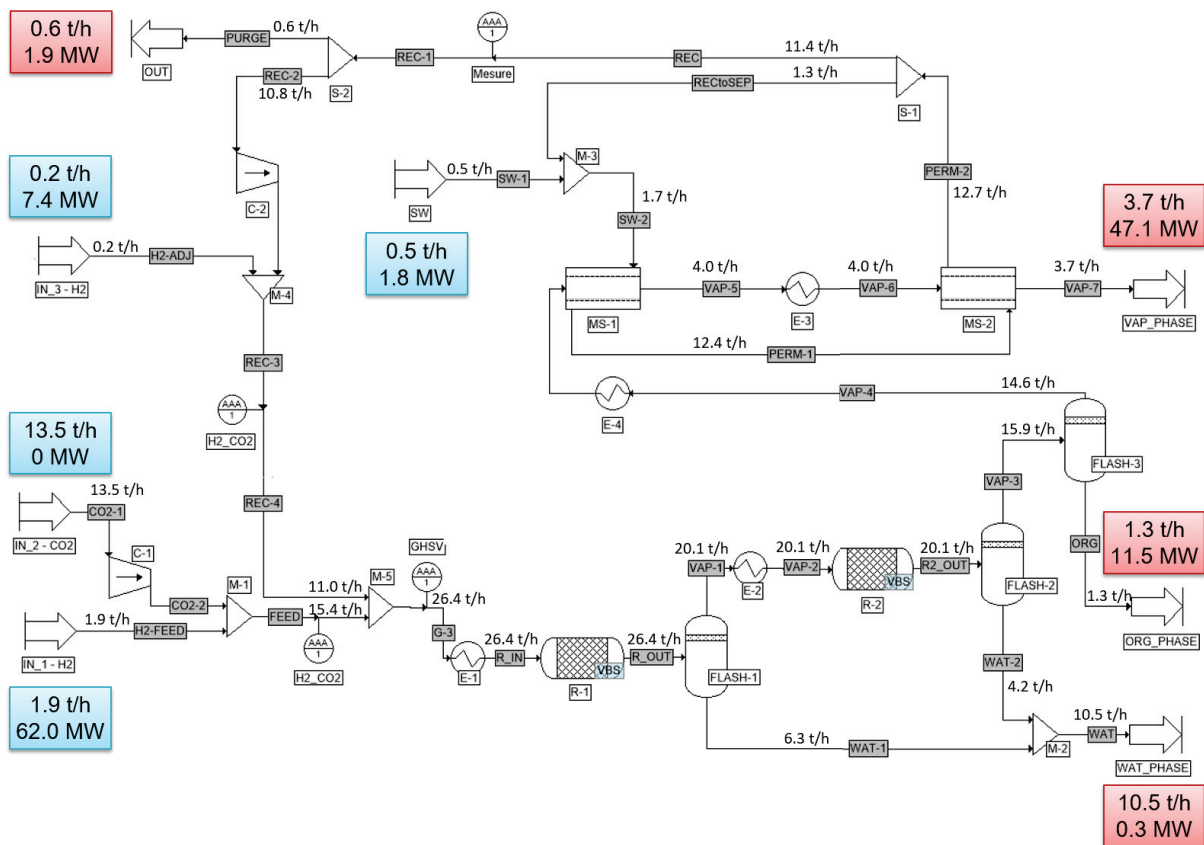 0.6 t/h
1.9 MW
OUT
PURGE
0.6 t/h
REC-2
10.8 t/h
S-2
REC-1
AAA
1
Mesure
REC
11.4 t/h
RECtoSEP
1.3 t/h
S-1
0.2 t/h
7.4 MW
C-2
SW
0.5 t/h
SW-1
M-3
1.7 t/h
SW-2
PERM-2
12.7 t/h
0.5 t/h
1.8 MW
3.7 t/h
47.1 MW
IN_3 - H2
0.2 t/h
H2-ADJ
M-4
MS-1
4.0 t/h
VAP-5
E-3
4.0 t/h
VAP-6
MS-2
3.7 t/h
VAP-7
VAP_PHASE
12.4 t/h
PERM-1
REC-3
AAA
1
H2_CO2
E-4
VAP-4
14.6 t/h
15.9 t/h
FLASH-3
VAP-3
13.5 t/h
0 MW
REC-4
IN_2 - CO2
13.5 t/h
CO2-1
C-1
CO2-2
M-1
IN_1 - H2
1.9 t/h
H2-FEED
FEED
11.0 t/h
15.4 t/h
AAA
1
H2_CO2
M-5
GHSV
AAA
1
26.4 t/h
G-3
E-1
26.4 t/h
R_IN
R-1
VBS
26.4 t/h
R_OUT
FLASH-1
20.1 t/h
VAP-1
E-2
20.1 t/h
VAP-2
R-2
VBS
20.1 t/h
R2_OUT
FLASH-2
1.3 t/h
11.5 MW
ORG
1.3 t/h
ORG_PHASE
1.9 t/h
62.0 MW
WAT-2
4.2 t/h
6.3 t/h
WAT-1
M-2
10.5 t/h
WAT
WAT_PHASE
10.5 t/h
0.3 MW